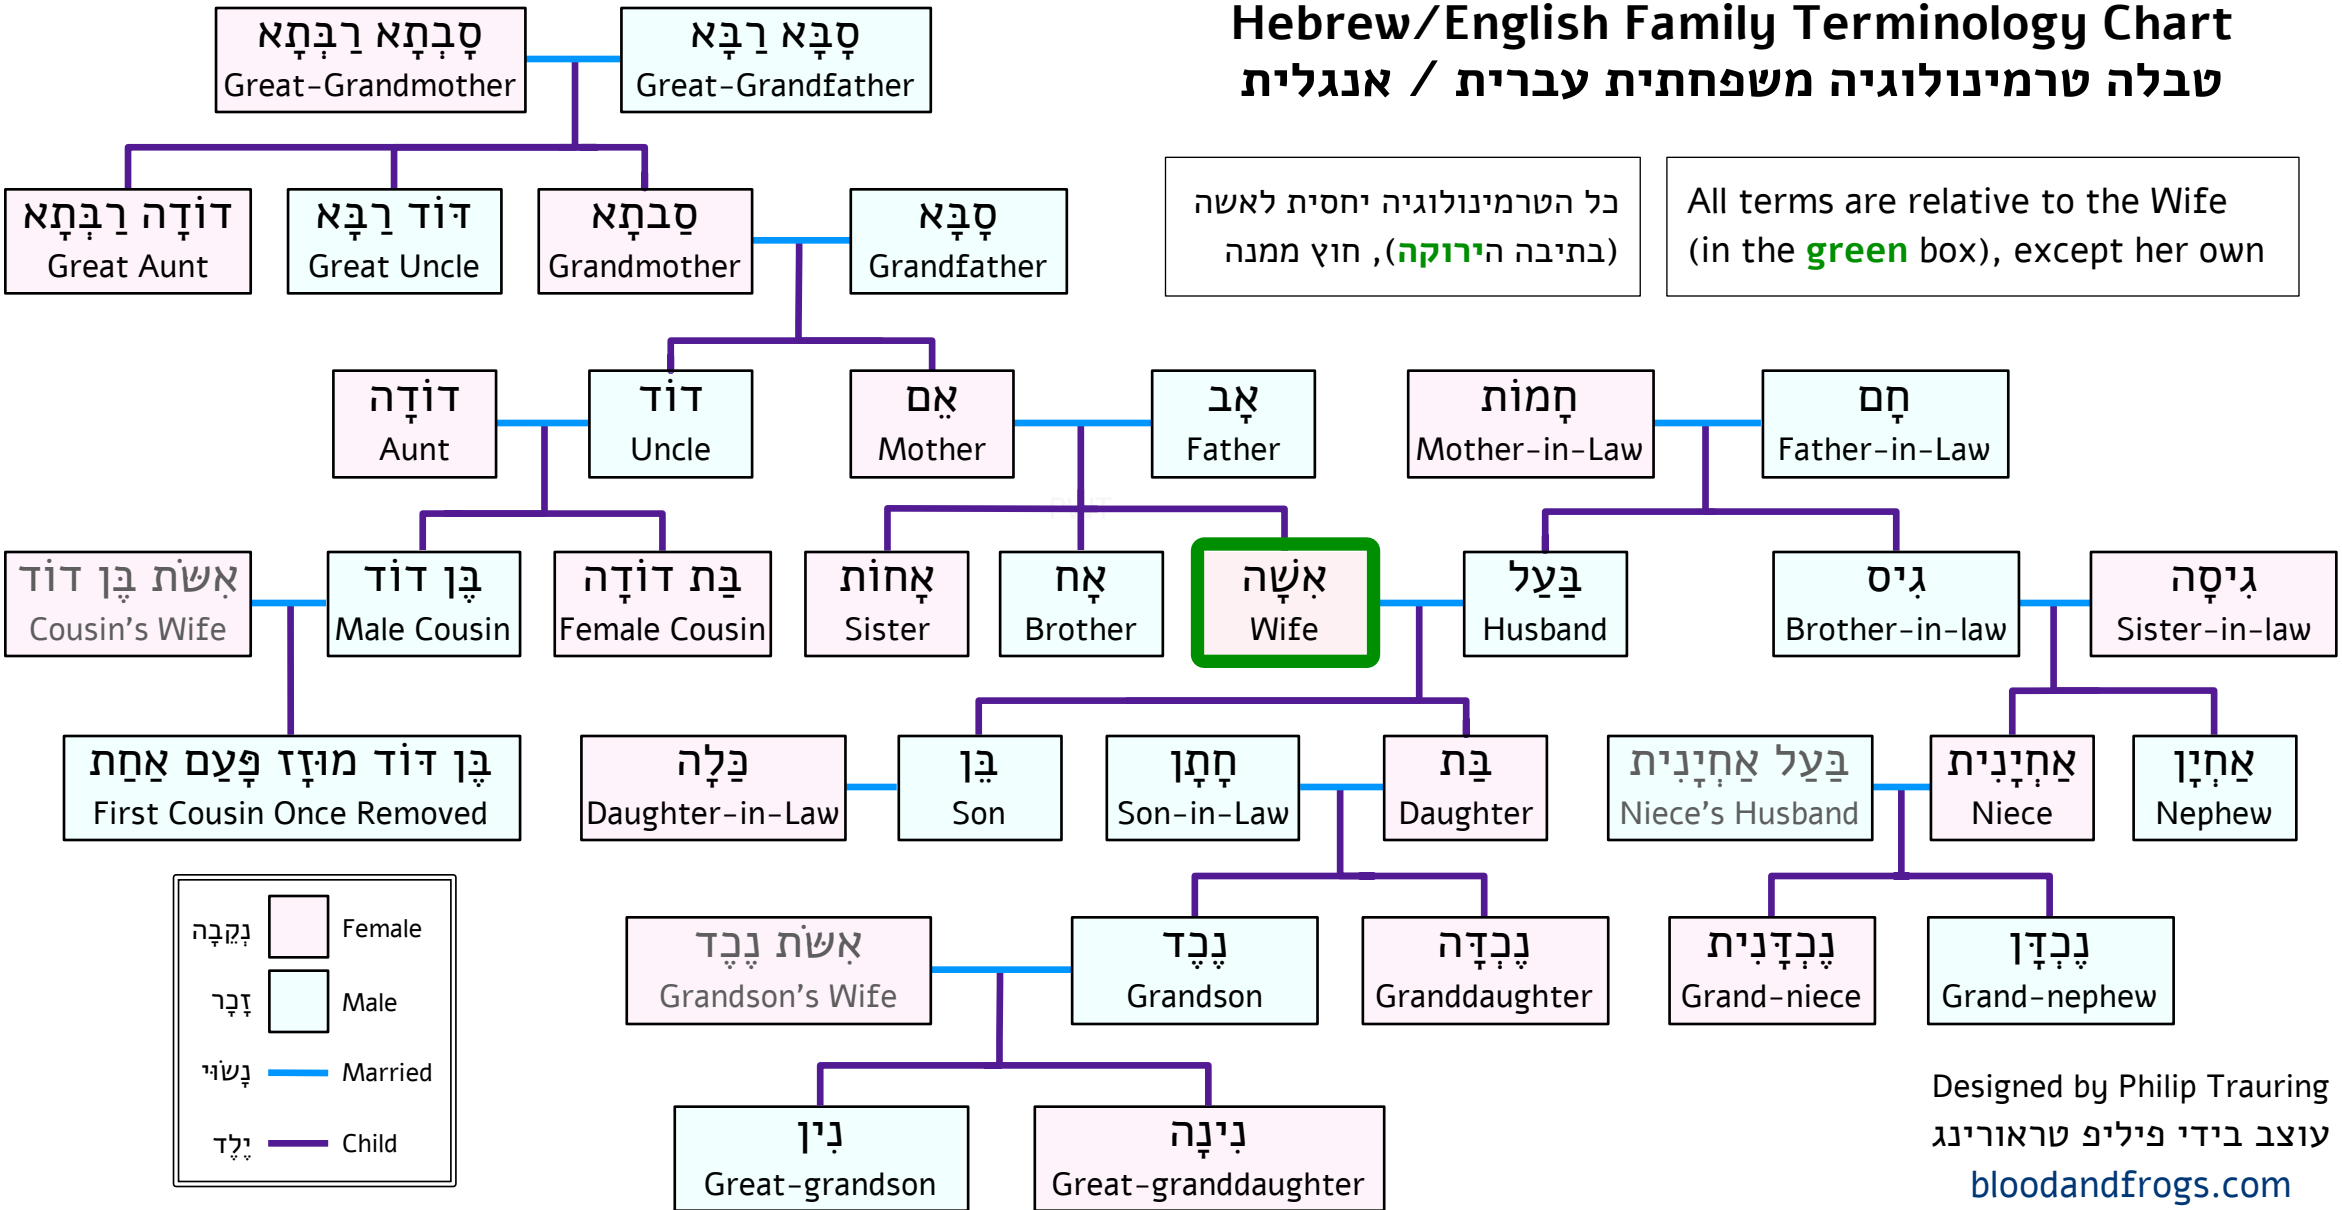 Hebrew/English Family Terminology Chart
טבלה טרמינולוגיה משפחתית עברית / אנגלית
סָבְתָא רַבְּתָא
Great-Grandmother
סָבָּא רַבָּא
Great-Grandfather
כל הטרמינולוגיה יחסית לאשה
(בתיבה הירוקה), חוץ ממנה
All terms are relative to the Wife
(in the green box), except her own
דוֹדָה רַבְּתָא
Great Aunt
דּוֹד רַבָּא
Great Uncle
סַבתָא
Grandmother
סָבָּא
Grandfather
דוֹדָה
Aunt
דוֹד
Uncle
אֵם
Mother
אָב
Father
חָמוֹת
Mother-in-Law
חָם
Father-in-Law
אִשֹּת בֶּן דוֹד
Cousin's Wife
בֶּן דוֹד
Male Cousin
בַּת דוֹדָה
Female Cousin
אָחוֹת
Sister
אָח
Brother
אִשָּׁה
Wife
בַּעַל
Husband
גִיס
Brother-in-law
גִיסָה
Sister-in-law
בֶּן דּוֹד מוּזָז פָּעַם אַחַת
First Cousin Once Removed
כַּלָה
Daughter-in-Law
בֵּן
Son
חָתָן
Son-in-Law
בַּת
Daughter
בַּעַל אַחְיָנִית
Niece's Husband
אַחְיָנִית
Niece
אַחְיָן
Nephew
אִשֹּת נֶכֶד
Grandson's Wife
נֶכֶד
Grandson
נֶכְדָּה
Granddaughter
נֶכְדָּנִית
Grand-niece
נֶכְדָּן
Grand-nephew
נִין
Great-grandson
נִינָה
Great-granddaughter
נְקֵבָה Female
זָכָר Male
נָשׂוּי Married
יֶלֶד Child
Designed by Philip Trauring
עוצב בידי פיליפ טראורינג
bloodandfrogs.com